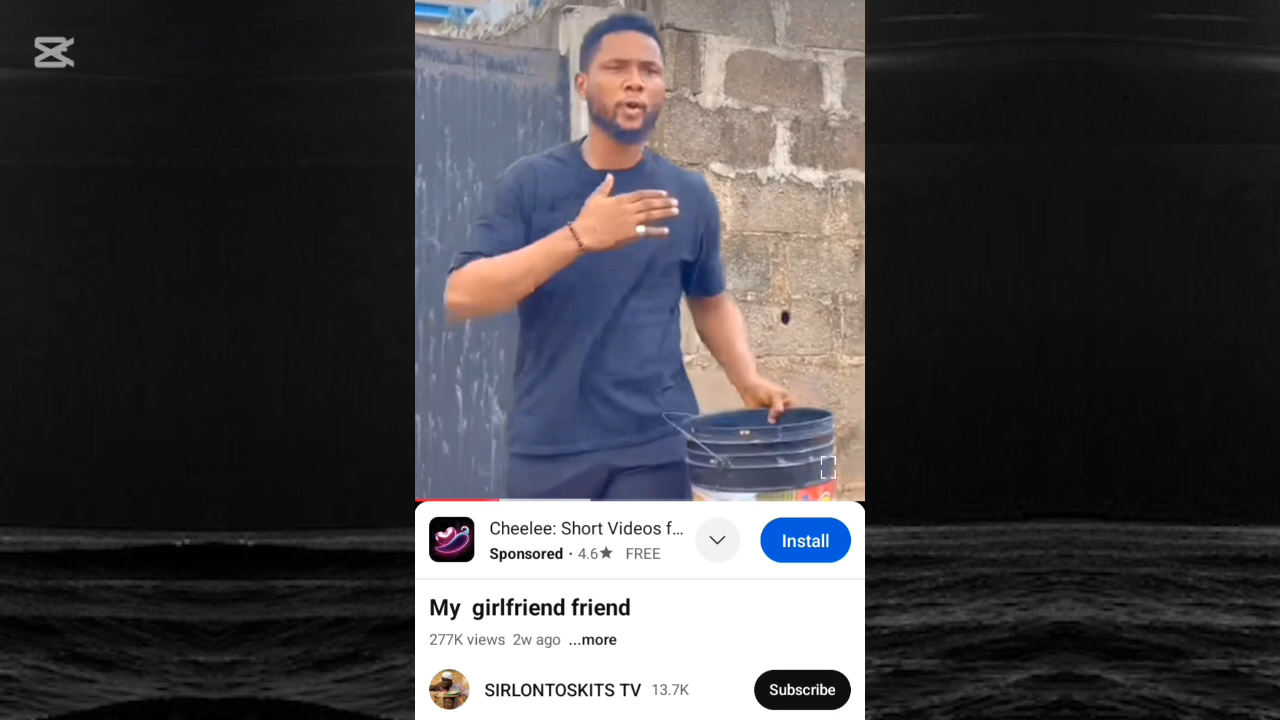 Cheelee: Short Videos f...
Install
Sponsored · 4.6★ FREE
My girlfriend friend
277K views 2w ago ...more
SIRLONTOSKITS TV 13.7K
Subscribe